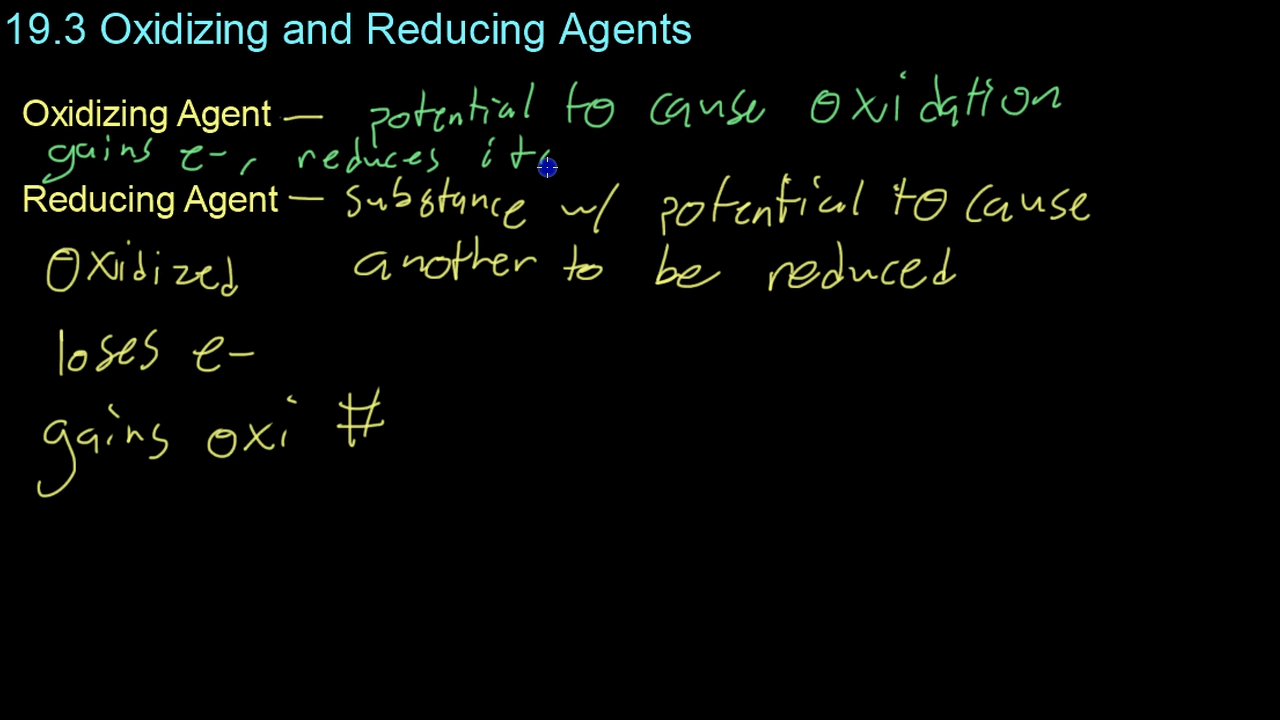 19.3 Oxidizing and Reducing Agents
Oxidizing Agent — potential to cause oxidation
gains e-, reduces its
Reducing Agent — substance w/ potential to cause
another to be reduced
Oxidized
loses e-
gains oxi #